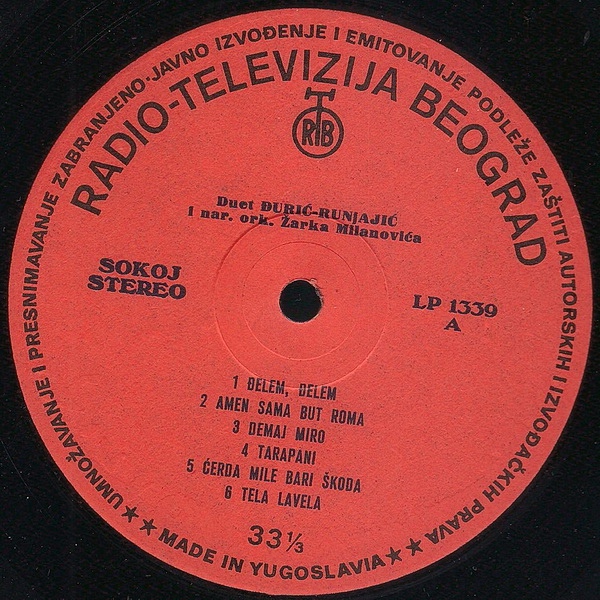 UMNOŽAVANJE I PRESNIMAVANJE ZABRANJENO·JAVNO IZVOĐENJE I EMITOVANJE PODLEŽE ZAŠTITI AUTORSKIH I IZVOĐAČKIH PRAVA
RADIO-TELEVIZIJA BEOGRAD
RTB
Duet ĐURIĆ-RUNJAJIĆ
i nar. ork. Žarka Milanovića
SOKOJ
STEREO
LP 1339
A
1 ĐELEM, ĐELEM
2 AMEN SAMA BUT ROMA
3 DEMAJ MIRO
4 TARAPANI
5 ĆERDA MILE BARI ŠKODA
6 TELA LAVELA
33⅓
★★ MADE IN YUGOSLAVIA ★★